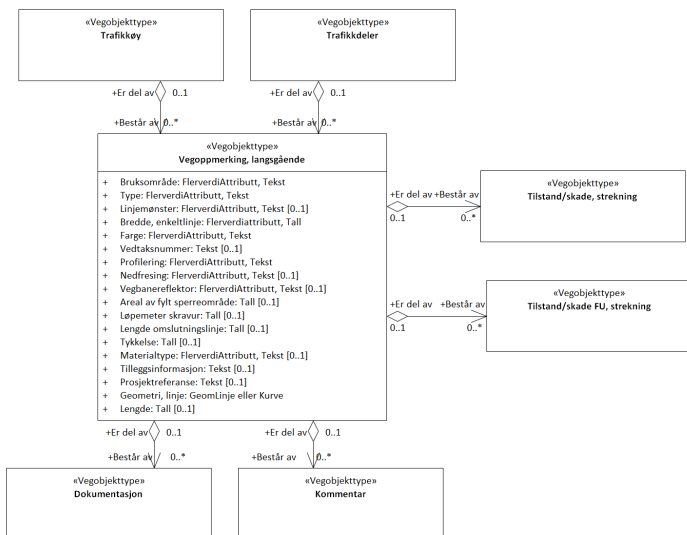 «Vegobjekttype»
Trafikkøy
«Vegobjekttype»
Trafikkdeler
+Er del av 0..1
+Er del av 0..1
+Består av 0..*
+Består av 0..*
«Vegobjekttype»
Vegoppmerking, langsgående
+ Bruksområde: FlerverdiAttributt, Tekst
+ Type: FlerverdiAttributt, Tekst
+ Linjemønster: FlerverdiAttributt, Tekst [0..1]
+ Bredde, enkeltlinje: Flerverdiattributt, Tall
+ Farge: FlerverdiAttributt, Tekst
+ Vedtaksnummer: Tekst [0..1]
+ Profilering: FlerverdiAttributt, Tekst
+ Nedfresing: FlerverdiAttributt, Tekst [0..1]
+ Vegbanereflektor: FlerverdiAttributt, Tekst [0..1]
+ Areal av fylt sperreområde: Tall [0..1]
+ Løpemeter skravur: Tall [0..1]
+ Lengde omslutningslinje: Tall [0..1]
+ Tykkelse: Tall [0..1]
+ Materialtype: FlerverdiAttributt, Tekst [0..1]
+ Tilleggsinformasjon: Tekst [0..1]
+ Prosjektreferanse: Tekst [0..1]
+ Geometri, linje: GeomLinje eller Kurve
+ Lengde: Tall [0..1]
+Er del av +Består av
0..1 0..*
«Vegobjekttype»
Tilstand/skade, strekning
+Er del av +Består av
0..1 0..*
«Vegobjekttype»
Tilstand/skade FU, strekning
+Er del av 0..1
+Er del av 0..1
+Består av 0..*
+Består av 0..*
«Vegobjekttype»
Dokumentasjon
«Vegobjekttype»
Kommentar